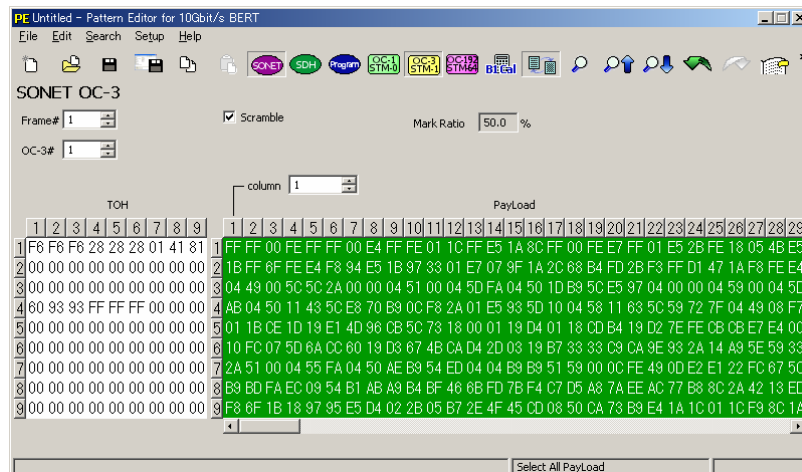 PE Untitled - Pattern Editor for 10Gbit/s BERT
File Edit Search Setup Help
SONET SDH Program OC-1 STM-0 OC-3 STM-1 OC-192 STM64
SONET OC-3
Frame# 1
Scramble
Mark Ratio 50.0 %
OC-3# 1
column 1
TOH
PayLoad
1 2 3 4 5 6 7 8 9 1 2 3 4 5 6 7 8 9 10 11 12 13 14 15 16 17 18 19 20 21 22 23 24 25 26 27 28 29
1 F6 F6 F6 28 28 28 01 41 81 1 FF FF 00 FE FF FF 00 E4 FF FE 01 1C FF E5 1A 8C FF 00 FE E7 FF 01 E5 2B FE 18 05 4B E5
2 00 00 00 00 00 00 00 00 00 2 1B FF 6F FE E4 F8 94 E5 1B 97 33 01 E7 07 9F 1A 2C 68 B4 FD 2B F3 FF D1 47 1A F8 FE E4
3 00 00 00 00 00 00 00 00 00 3 04 49 00 5C 5C 2A 00 00 04 51 00 04 5D FA 04 50 1D B9 5C E5 97 04 00 00 04 59 00 04 5D
4 60 93 93 FF FF FF 00 00 00 4 AB 04 50 11 43 5C E8 70 B9 0C F8 2A 01 E5 93 5D 10 04 58 11 63 5C 59 72 7F 04 49 08 F7
5 00 00 00 00 00 00 00 00 00 5 01 1B CE 1D 19 E1 4D 96 CB 5C 73 18 00 01 19 D4 01 18 CD B4 19 D2 7E FE CB CB E7 E4 0C
6 00 00 00 00 00 00 00 00 00 6 10 FC 07 5D 6A CC 60 19 D3 67 4B CA D4 2D 03 19 B7 33 33 C9 CA 9E 93 2A 14 A9 5E 59 33
7 00 00 00 00 00 00 00 00 00 7 2A 51 00 04 55 FA 04 50 AE B9 54 ED 04 04 B9 B9 51 59 00 0C FE 49 0D E2 E1 22 FC 67 5C
8 00 00 00 00 00 00 00 00 00 8 B9 BD FA EC 09 54 B1 AB A9 B4 BF 46 6B FD 7B F4 C7 D5 A8 7A EE AC 77 B8 8C 2A 42 13 ED
9 00 00 00 00 00 00 00 00 00 9 F8 6F 1B 18 97 95 E5 D4 02 2B 05 B7 2E 4F 45 CD 08 50 CA 73 B9 E4 1A 1C 01 1C F9 8C 1A
Select All PayLoad